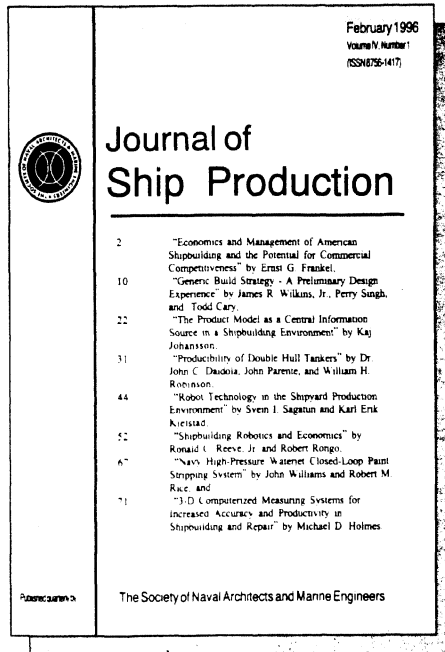 February 1996
Volume IV, Number 1
(ISSN 8756-1417)
Journal of
Ship Production
2 "Economics and Management of American
Shipbuilding and the Potential for Commercial
Competitiveness" by Ernst G. Frankel,
10 "Generic Build Strategy - A Preliminary Design
Experience" by James R. Wilkins, Jr., Perry Singh,
and Todd Cary,
22 "The Product Model as a Central Information
Source in a Shipbuilding Environment" by Kaj
Johansson,
31 "Producibility of Double Hull Tankers" by Dr.
John C. Daidola, John Parente, and William H.
Robinson,
44 "Robot Technology in the Shipyard Production
Environment" by Svein I. Sagatun and Karl Erik
Kjelstad,
52 "Shipbuilding Robotics and Economics" by
Ronald C. Reeve, Jr. and Robert Rongo,
67 "Navy High-Pressure Waterjet Closed-Loop Paint
Stripping System" by John Williams and Robert M.
Rice, and
71 "3-D Computerized Measuring Systems for
Increased Accuracy and Productivity in
Shipbuilding and Repair" by Michael D. Holmes.
Published quarterly by
The Society of Naval Architects and Marine Engineers